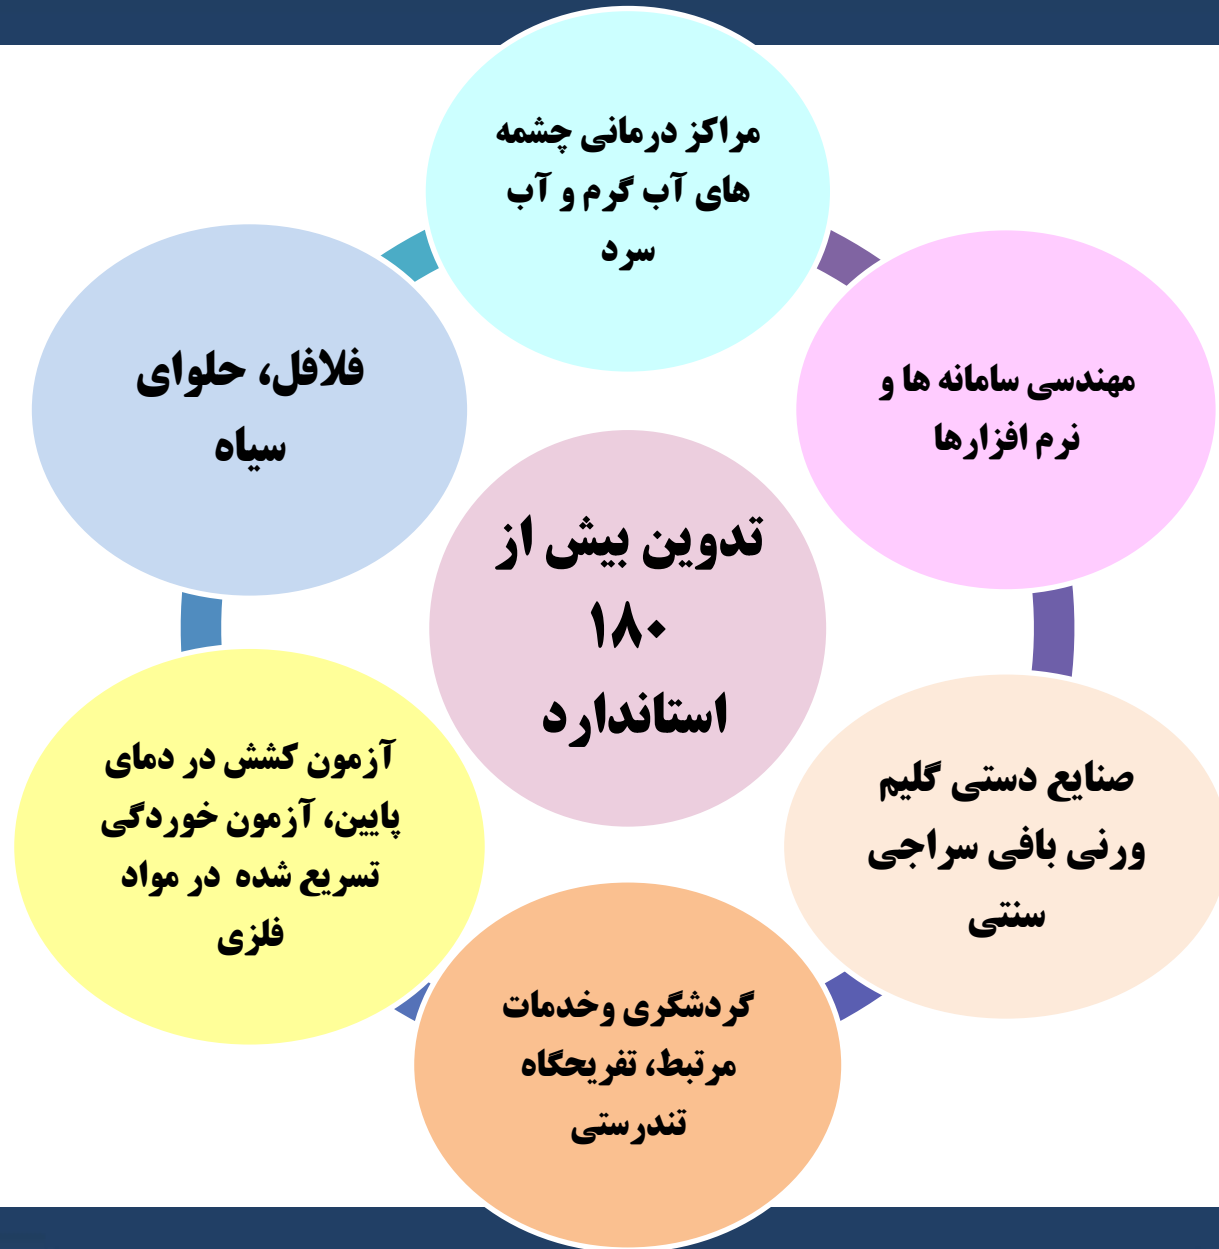 مراکز درمانی چشمه
های آب گرم و آب
سرد
مهندسی سامانه ها و
نرم افزارها
صنایع دستی گلیم
ورنی بافی سراجی
سنتی
گردشگری وخدمات
مرتبط، تفریحگاه
تندرستی
آزمون کشش در دمای
پایین، آزمون خوردگی
تسریع شده در مواد
فلزی
فلافل، حلوای
سیاه
تدوین بیش از
۱۸۰
استاندارد